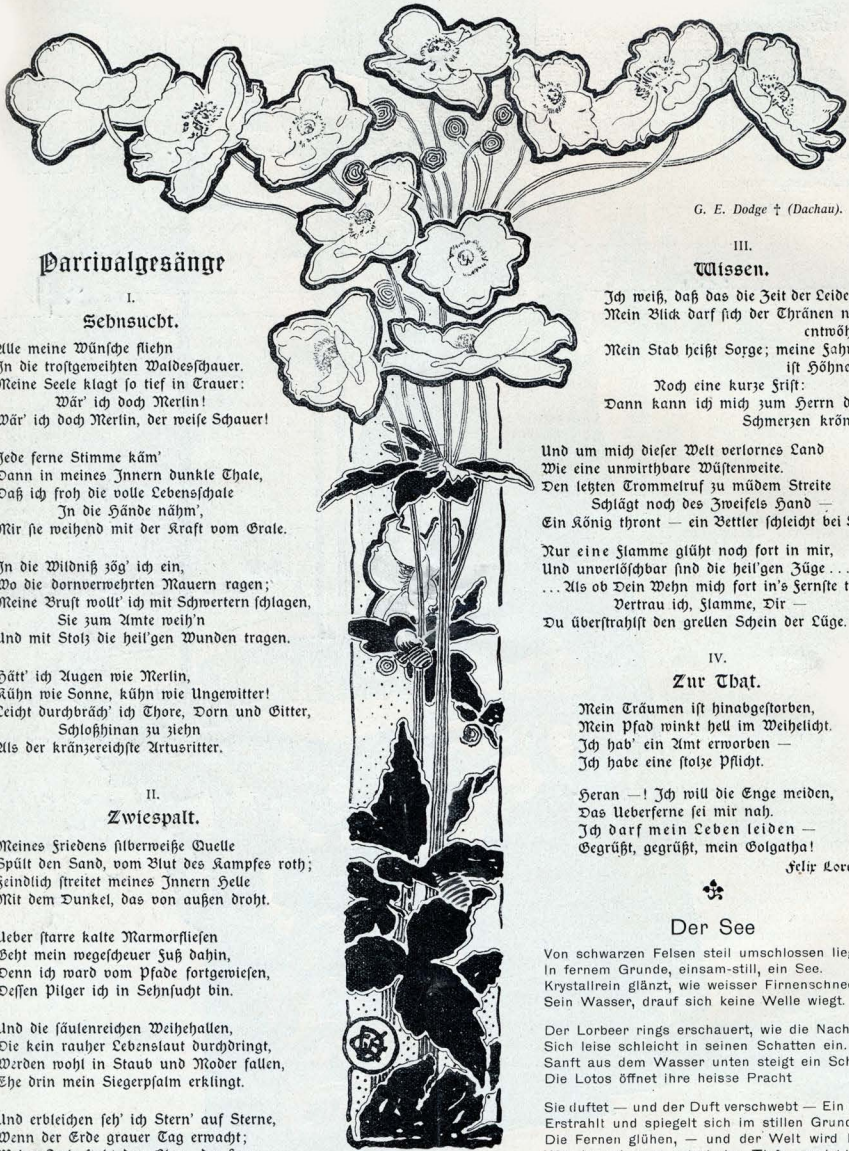 G. E. Dodge † (Dachau).
Parcivalgesänge
I.
Sehnsucht.
Alle meine Wünsche fliehn
In die trostgeweihten Waldesschauer.
Meine Seele klagt so tief in Trauer:
Wär' ich doch Merlin!
Wär' ich doch Merlin, der weise Schauer!
Jede ferne Stimme käm'
Dann in meines Innern dunkle Thale,
Daß ich froh die volle Lebensschale
In die Hände nähm',
Mir sie weihend mit der Kraft vom Grale.
In die Wildniß zög' ich ein,
Wo die dornverwehrten Mauern ragen;
Meine Brust wollt' ich mit Schwertern schlagen,
Sie zum Amte weih'n
Und mit Stolz die heil'gen Wunden tragen.
Hätt' ich Augen wie Merlin,
Kühn wie Sonne, kühn wie Ungewitter!
Leicht durchbräch' ich Thore, Dorn und Gitter,
Schloßhinan zu ziehn
Als der kränzereichste Artusritter.
II.
Zwiespalt.
Meines Friedens silberweiße Quelle
Spült den Sand, vom Blut des Kampfes roth;
Feindlich streitet meines Innern Helle
Mit dem Dunkel, das von außen droht.
Ueber starre kalte Marmorfliesen
Geht mein wegescheuer Fuß dahin,
Denn ich ward vom Pfade fortgewiesen,
Dessen Pilger ich in Sehnsucht bin.
Und die säulenreichen Weihehallen,
Die kein rauher Lebenslaut durchdringt,
Werden wohl in Staub und Moder fallen,
Ehe drin mein Siegerpsalm erklingt.
Und erbleichen seh' ich Stern' auf Sterne,
Wenn der Erde grauer Tag erwacht;
III.
Wissen.
Ich weiß, daß das die Zeit der Leide
Mein Blick darf sich der Thränen n
entwöh
Mein Stab heißt Sorge; meine Fahr
ist Höhne
Noch eine kurze Frist:
Dann kann ich mich zum Herrn d
Schmerzen krön
Und um mich dieser Welt verlornes Land
Wie eine unwirthbare Wüstenweite.
Den letzten Trommelruf zu müdem Streite
Schlägt noch des Zweifels Hand —
Ein König thront — ein Bettler schleicht bei S
Nur eine Flamme glüht noch fort in mir,
Und unverlöschbar sind die heil'gen Züge ...
... Als ob Dein Wehn mich fort in's Fernste t
Vertrau ich, Flamme, Dir —
Du überstrahlst den grellen Schein der Lüge.
IV.
Zur That.
Mein Träumen ist hinabgestorben,
Mein Pfad winkt hell im Weihelicht.
Ich hab' ein Amt erworben —
Ich habe eine stolze Pflicht.
Heran —! Ich will die Enge meiden,
Das Ueberferne sei mir nah.
Ich darf mein Leben leiden —
Gegrüßt, gegrüßt, mein Golgatha!
Felix Lore
Der See
Von schwarzen Felsen steil umschlossen lieg
In fernem Grunde, einsam-still, ein See.
Krystallrein glänzt, wie weisser Firnenschnee
Sein Wasser, drauf sich keine Welle wiegt.
Der Lorbeer rings erschauert, wie die Nach
Sich leise schleicht in seinen Schatten ein.
Sanft aus dem Wasser unten steigt ein Sch
Die Lotos öffnet ihre heisse Pracht
Sie duftet — und der Duft verschwebt — Ein
Erstrahlt und spiegelt sich im stillen Grund
Die Fernen glühen, — und der Welt wird